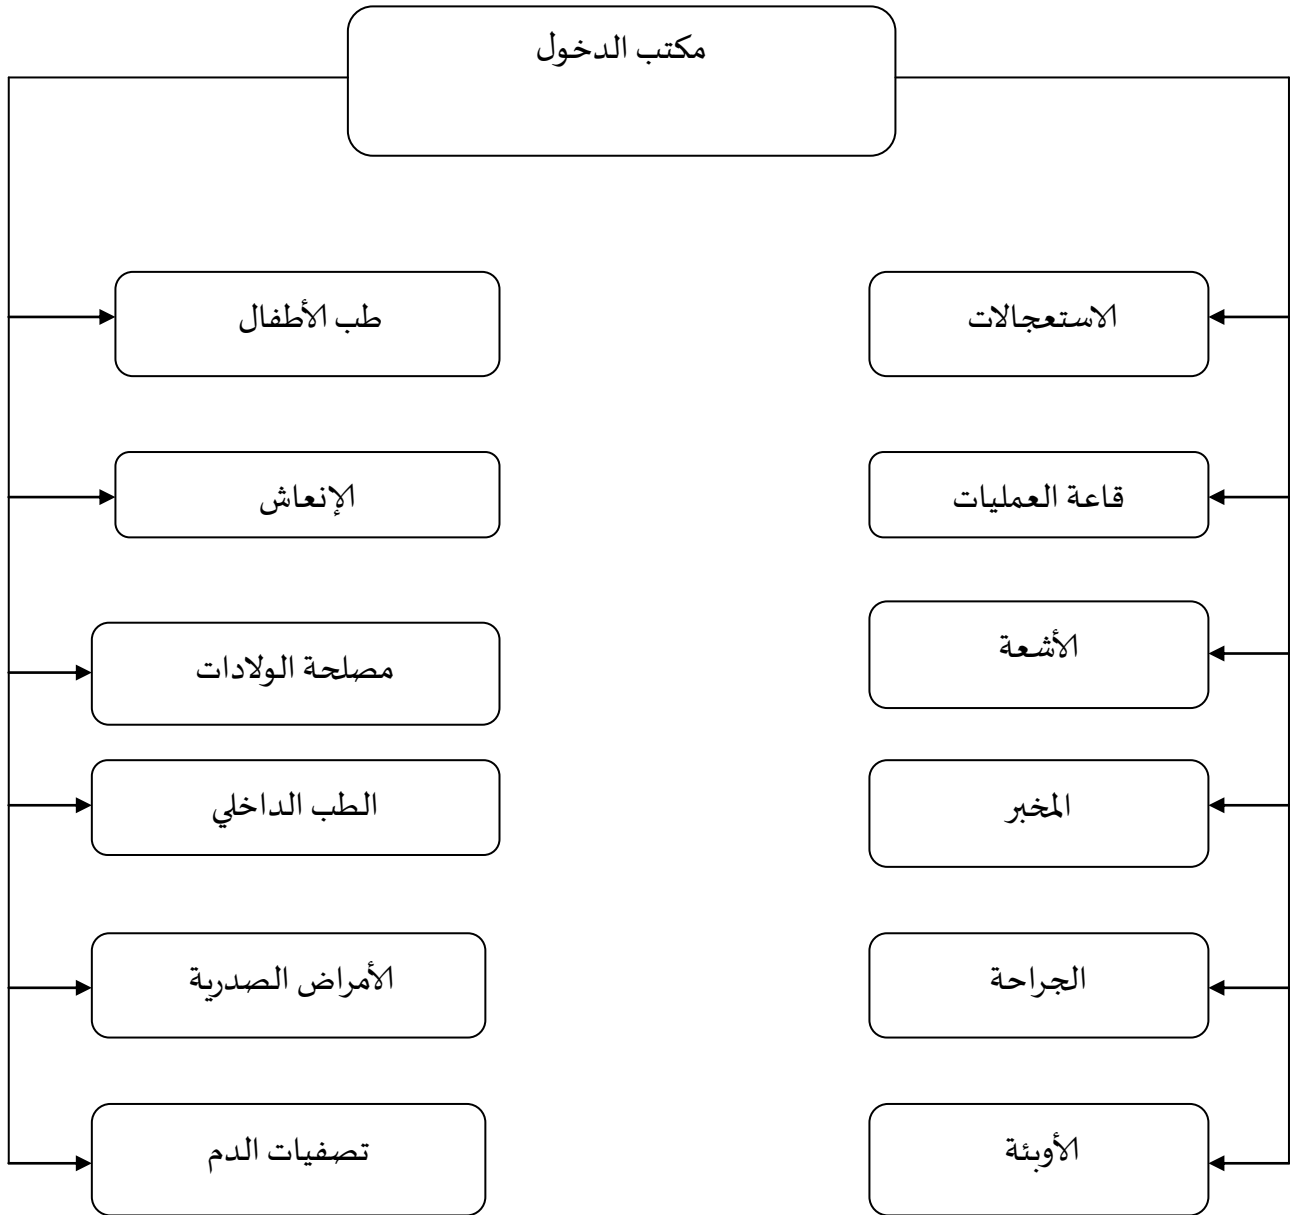 مكتب الدخول
الاستعجالات
طب الأطفال
قاعة العمليات
الإنعاش
الأشعة
مصلحة الولادات
المخبر
الطب الداخلي
الجراحة
الأمراض الصدرية
الأوبئة
تصفيات الدم